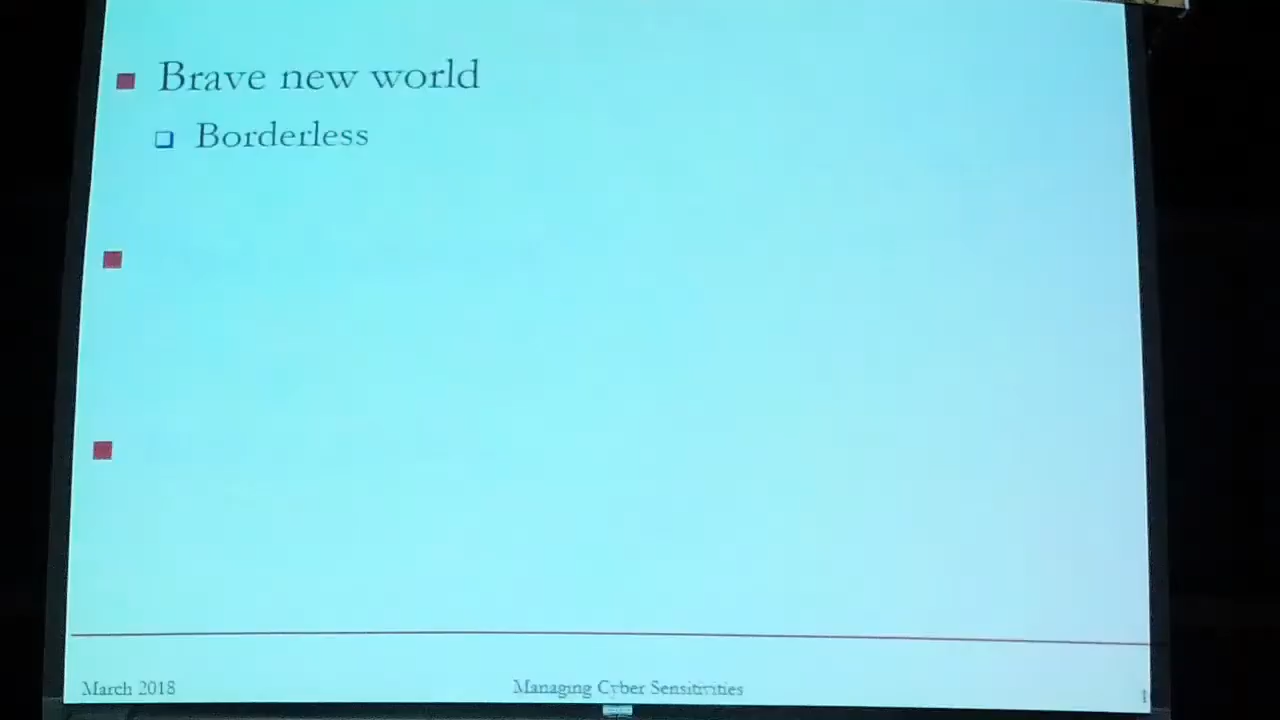 Brave new world
Borderless
March 2018
Managing Cyber Sensitivities